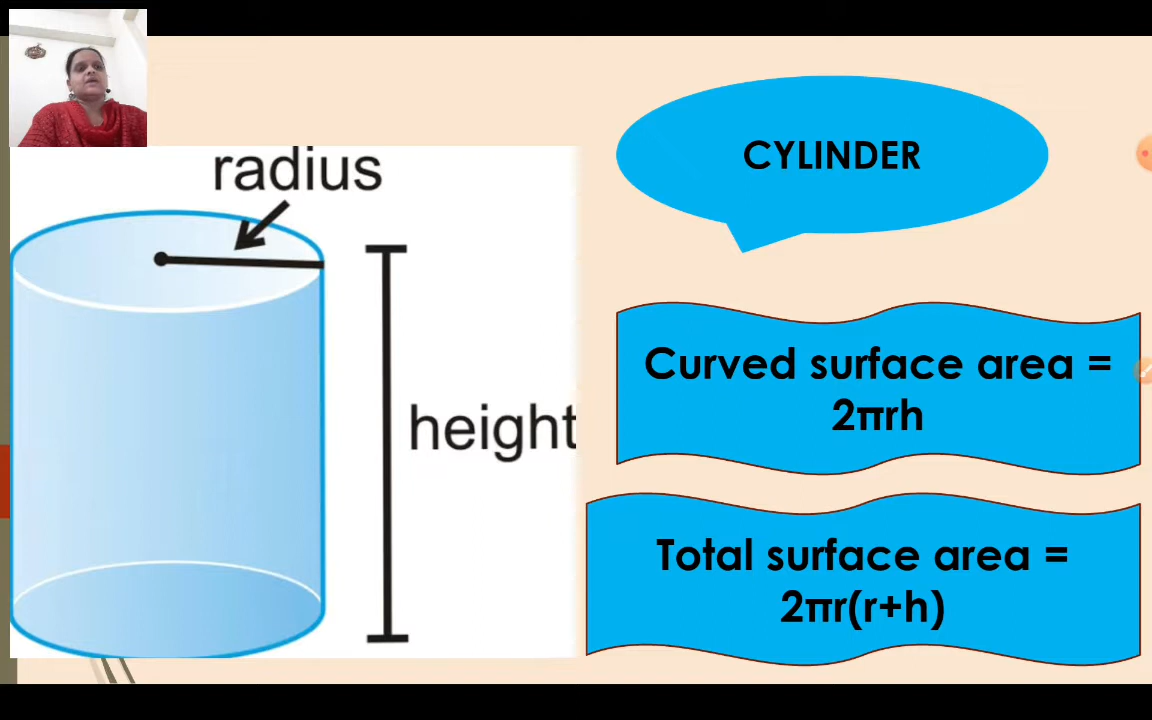 radius
height
CYLINDER
Curved surface area =
2πrh
Total surface area =
2πr(r+h)